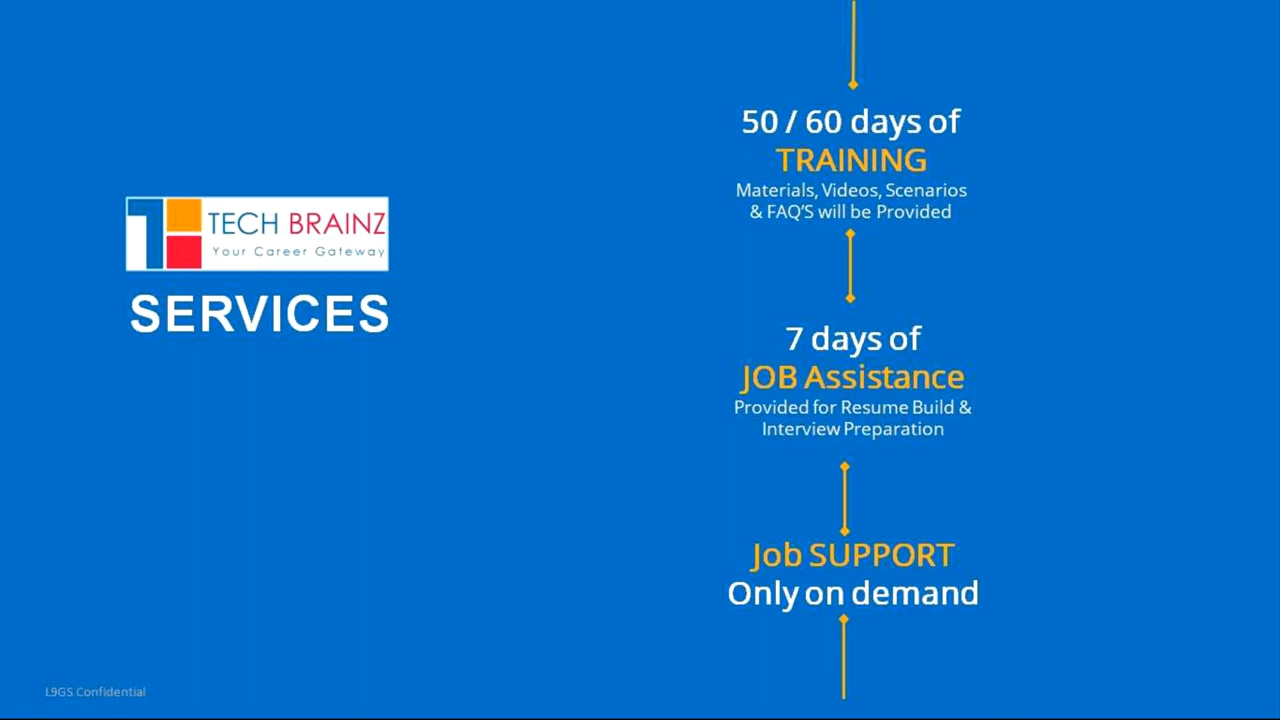 TECH BRAINZ
Your Career Gateway
SERVICES
50 / 60 days of
TRAINING
Materials, Videos, Scenarios
& FAQ'S will be Provided
7 days of
JOB Assistance
Provided for Resume Build &
Interview Preparation
Job SUPPORT
Only on demand
L9GS Confidential